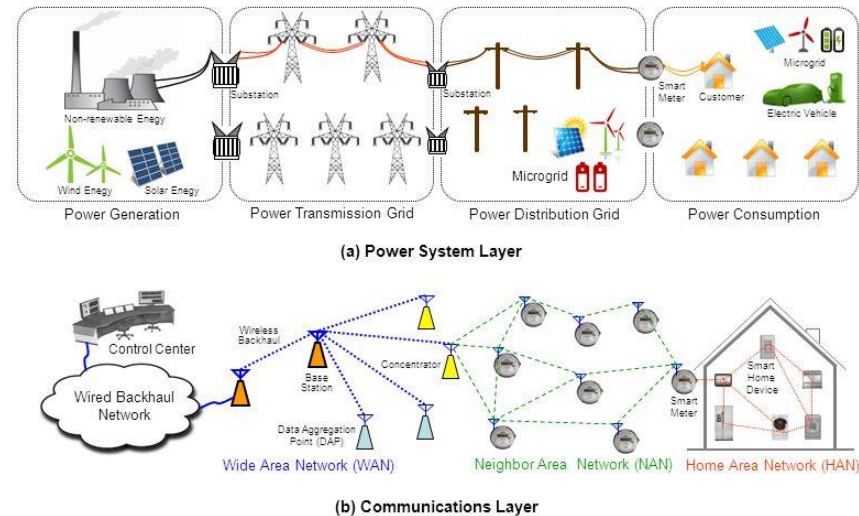 Substation
Non-renewable Enegy
Wind Enegy
Solar Enegy
Substation
Microgrid
Smart
Meter
Customer
Microgrid
Electric Vehicle
Power Generation
Power Transmission Grid
Power Distribution Grid
Power Consumption
(a) Power System Layer
Control Center
Wired Backhaul
Network
Wireless
Backhaul
Base
Station
Concentrator
Data Aggregation
Point (DAP)
Smart
Meter
Smart
Home
Device
Wide Area Network (WAN)
Neighbor Area Network (NAN)
Home Area Network (HAN)
(b) Communications Layer